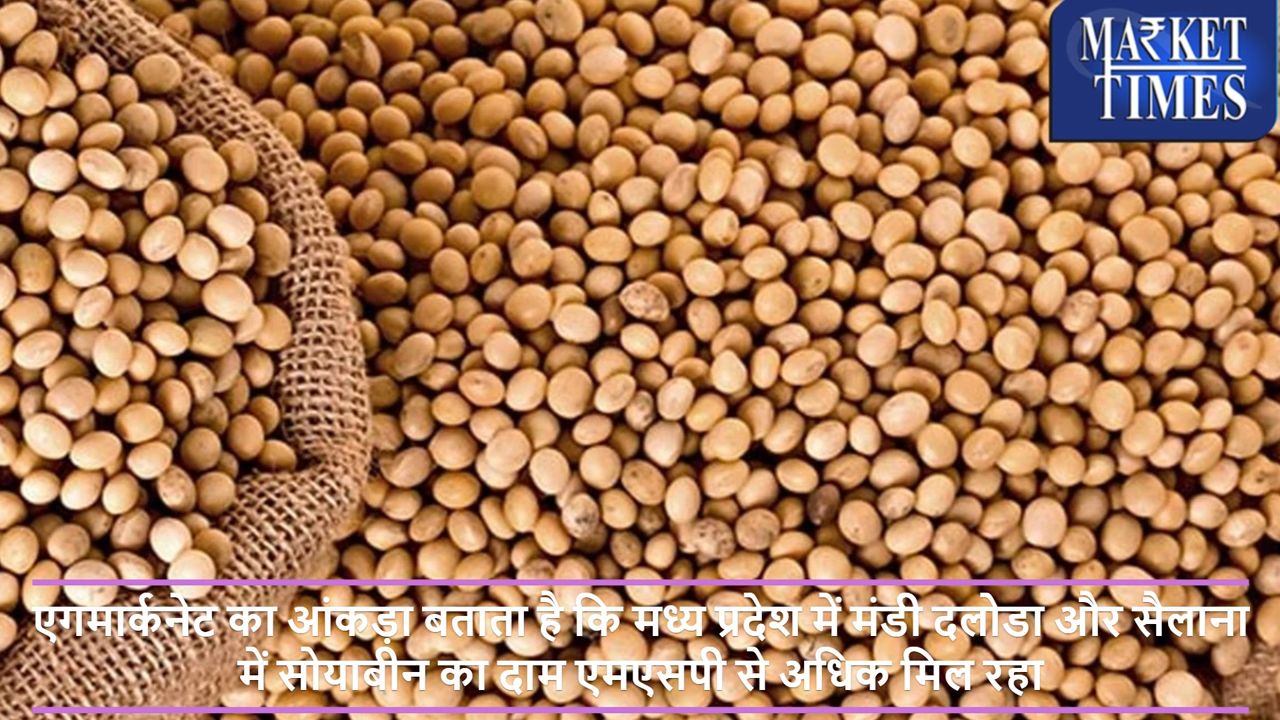 MA₹KET
TIMES
एगमार्कनेट का आंकड़ा बताता है कि मध्य प्रदेश में मंडी दलोडा और सैलाना
में सोयाबीन का दाम एमएसपी से अधिक मिल रहा